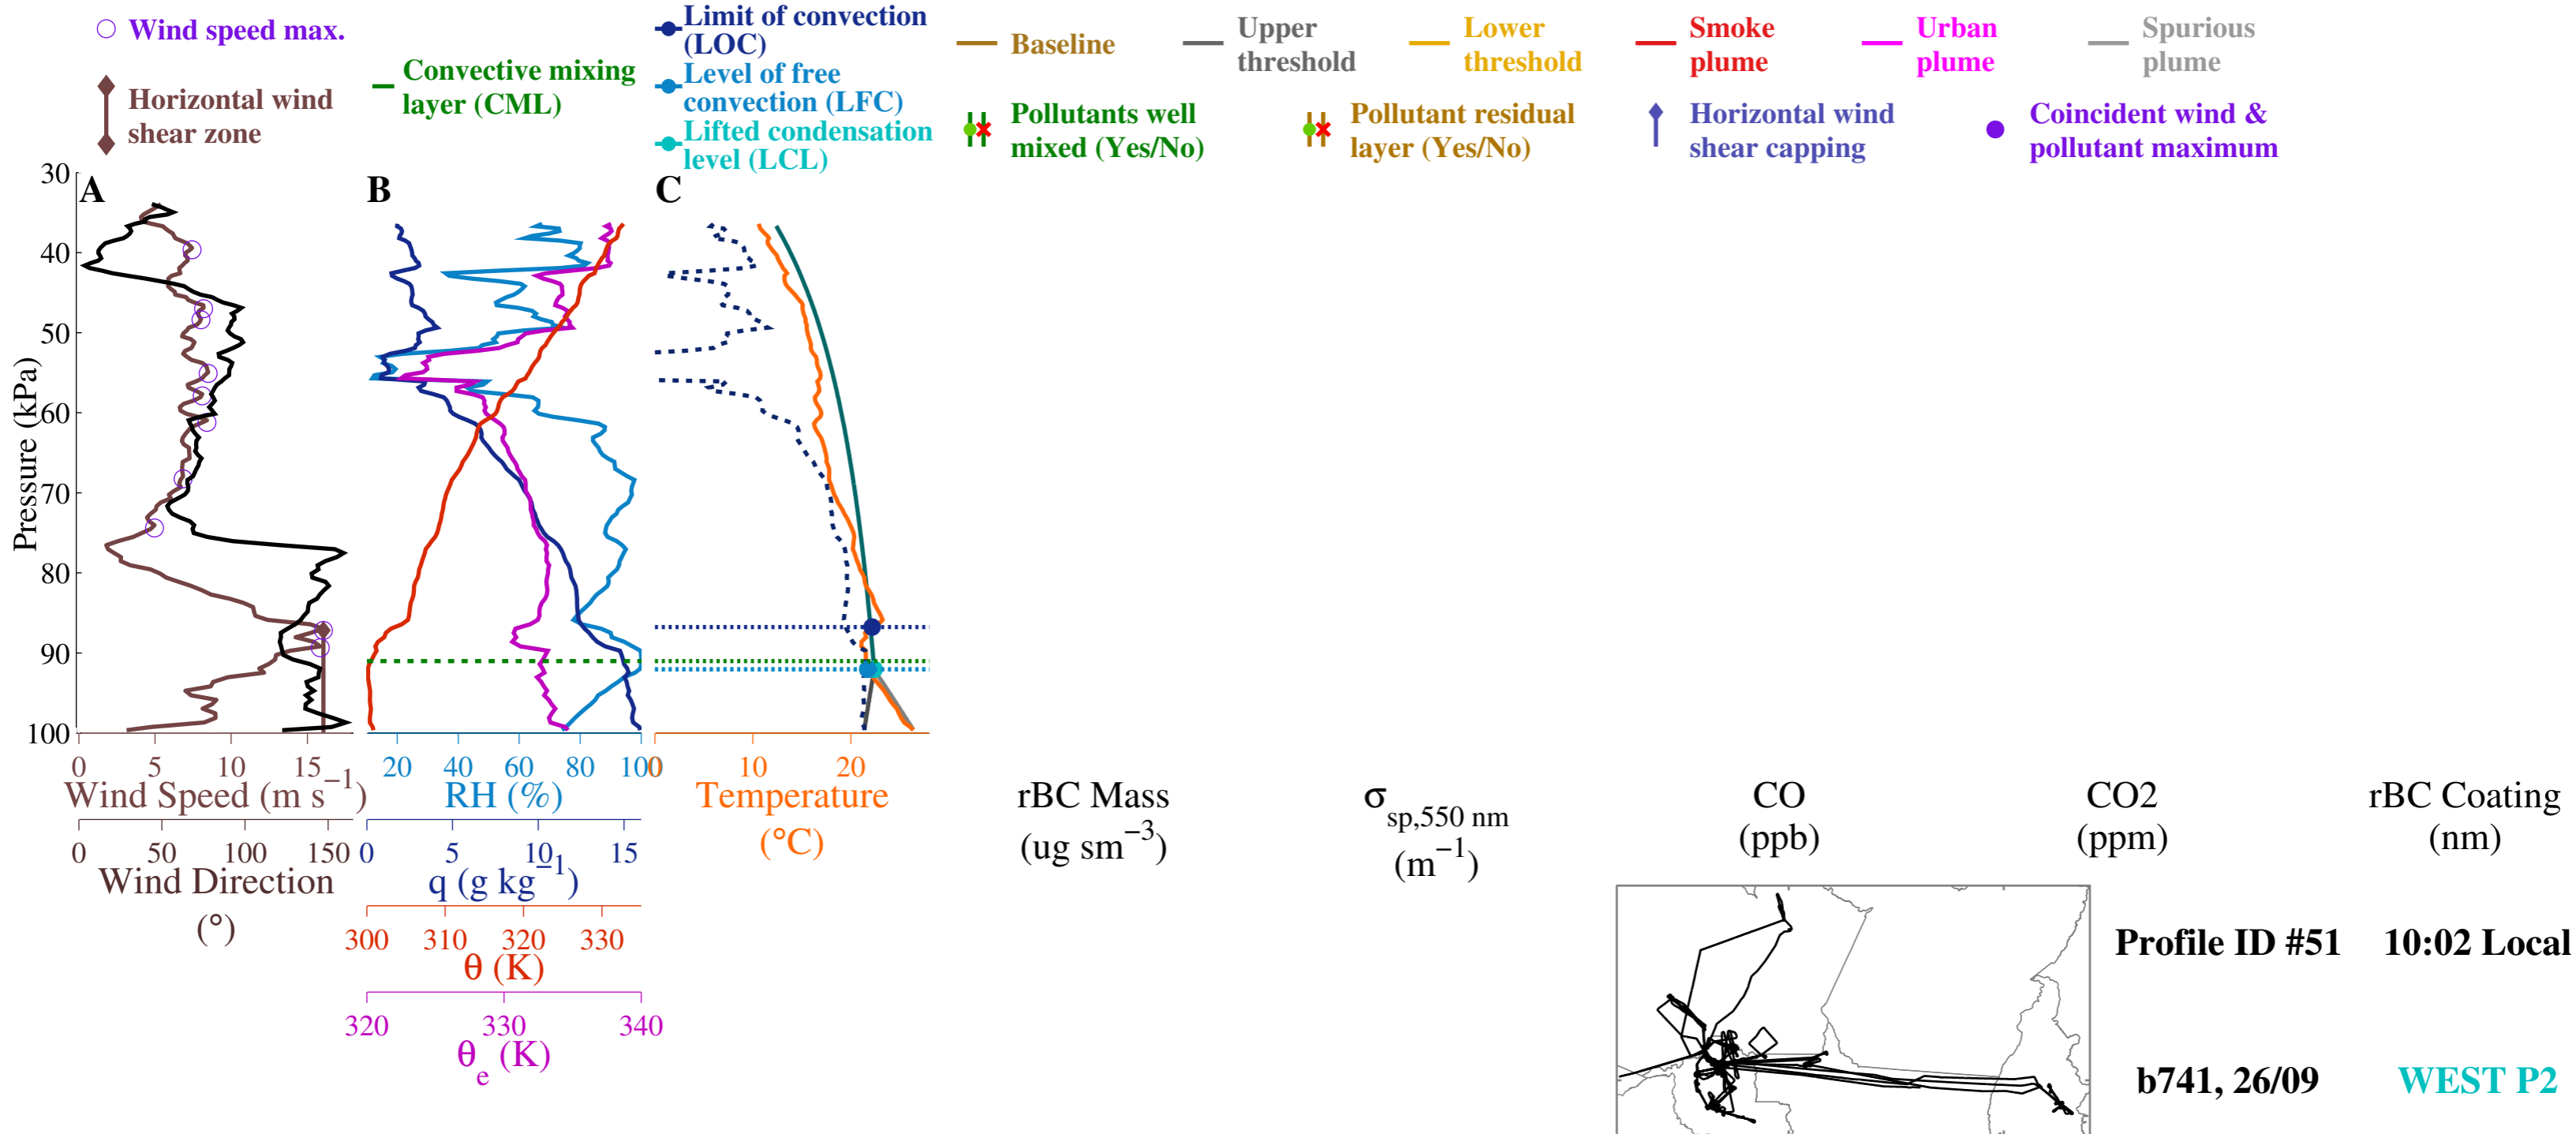 Wind speed max.
Horizontal wind
shear zone
Convective mixing
layer (CML)
Limit of convection
(LOC)
Level of free
convection (LFC)
Lifted condensation
level (LCL)
Baseline
Upper
threshold
Lower
threshold
Smoke
plume
Urban
plume
Spurious
plume
Pollutants well
mixed (Yes/No)
Pollutant residual
layer (Yes/No)
Horizontal wind
shear capping
Coincident wind &
pollutant maximum
A
B
C
Pressure (kPa)
30
40
50
60
70
80
90
100
0 5 10 15
Wind Speed (m s⁻¹)
0 50 100 150
Wind Direction
(°)
20 40 60 80 100
RH (%)
0 5 10 15
q (g kg⁻¹)
300 310 320 330
θ (K)
320 330 340
θe (K)
0 10 20
Temperature
(°C)
rBC Mass
(ug sm⁻³)
σsp,550 nm
(m⁻¹)
CO
(ppb)
CO2
(ppm)
rBC Coating
(nm)
Profile ID #51 10:02 Local
b741, 26/09 WEST P2